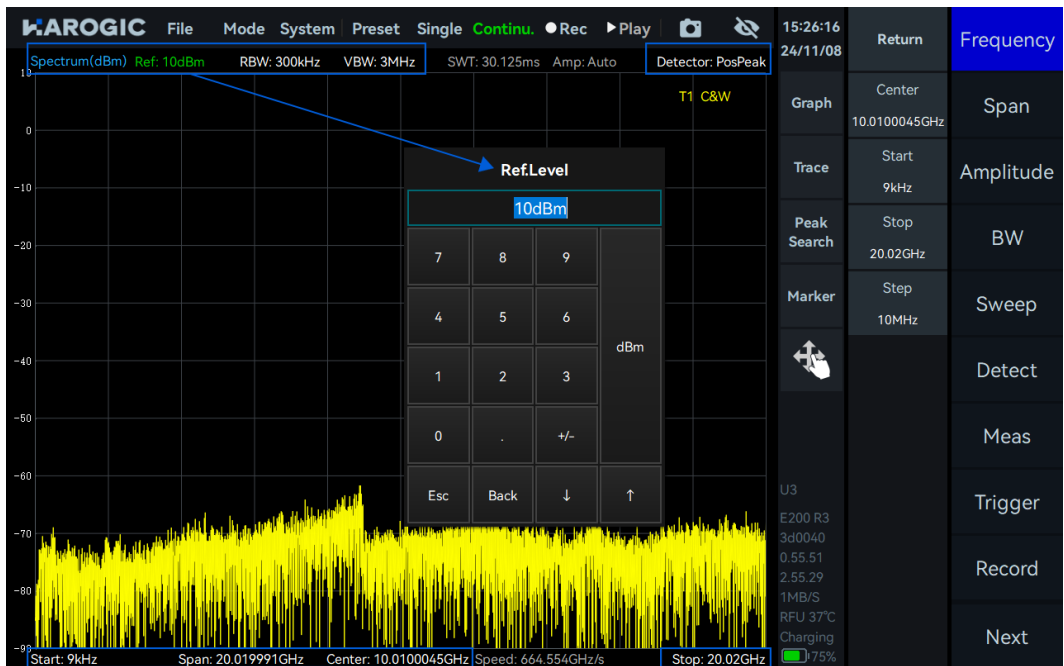 HAROGIC File Mode System Preset Single Continu. Rec Play
15:26:16
24/11/08
Spectrum(dBm) Ref: 10dBm RBW: 300kHz VBW: 3MHz SWT: 30.125ms Amp: Auto Detector: PosPeak
T1 C&W
10
0
-10
-20
-30
-40
-50
-60
-70
-80
Ref.Level
10dBm
7 8 9
4 5 6
dBm
1 2 3
0 . +/-
Esc Back ↓ ↑
Start: 9kHz Span: 20.019991GHz Center: 10.0100045GHz Speed: 664.554GHz/s Stop: 20.02GHz
Graph
Trace
Peak
Search
Marker
U3
E200 R3
3d0040
0.55.51
2.55.29
1MB/S
RFU 37℃
Charging
75%
Return
Center
10.0100045GHz
Start
9kHz
Stop
20.02GHz
Step
10MHz
Frequency
Span
Amplitude
BW
Sweep
Detect
Meas
Trigger
Record
Next